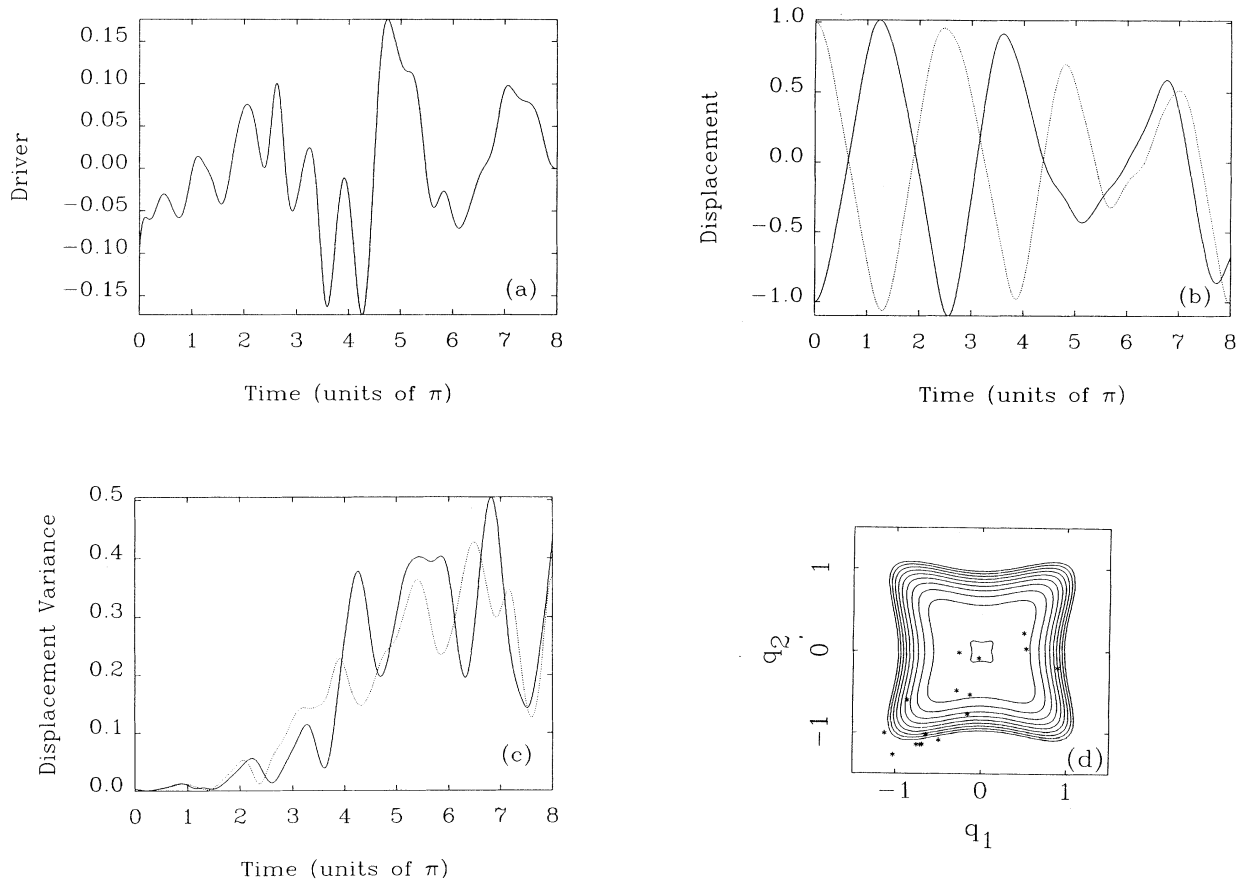 Driver
0.15
0.10
0.05
0.00
−0.05
−0.10
−0.15
(a)
0 1 2 3 4 5 6 7 8
Time (units of π)
Displacement
1.0
0.5
1.0
−0.5
−1.0
(b)
0 1 2 3 4 5 6 7 8
Time (units of π)
Displacement Variance
0.5
0.4
0.3
0.2
0.1
0.0
(c)
0 1 2 3 4 5 6 7 8
Time (units of π)
q2
1
0
−1
(d)
−1 0 1
q1